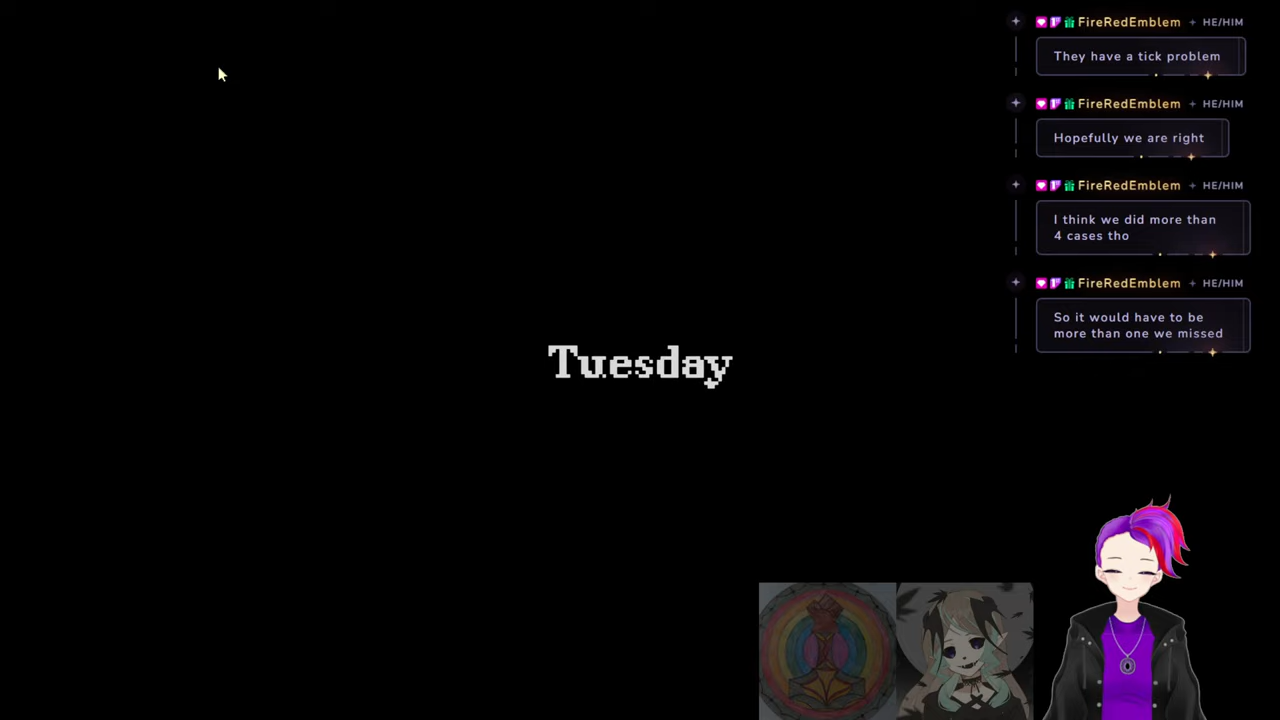 FireRedEmblem HE/HIM
They have a tick problem
FireRedEmblem HE/HIM
Hopefully we are right
FireRedEmblem HE/HIM
I think we did more than
4 cases tho
FireRedEmblem HE/HIM
So it would have to be
more than one we missed
Tuesday